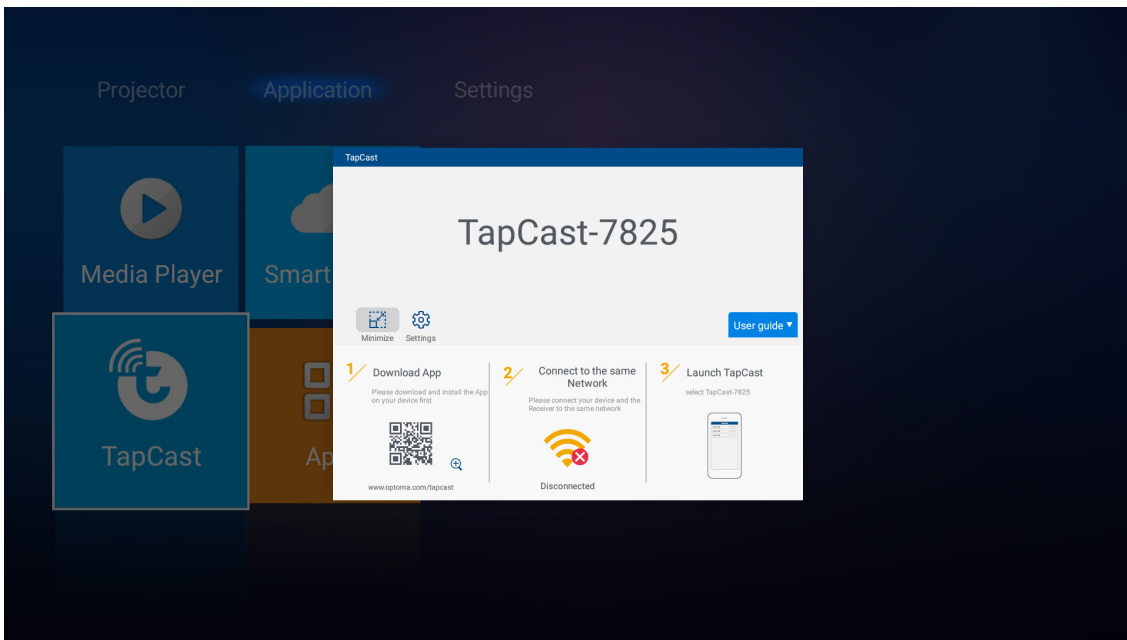 Projector
Application
Settings
Media Player
Smart
TapCast
Ap
TapCast
TapCast-7825
Minimize
Settings
User guide
1/ Download App
Please download and install the App
on your device first
www.optoma.com/tapcast
2/ Connect to the same
Network
Please connect your device and the
Receiver to the same network
Disconnected
3/ Launch TapCast
select TapCast-7825